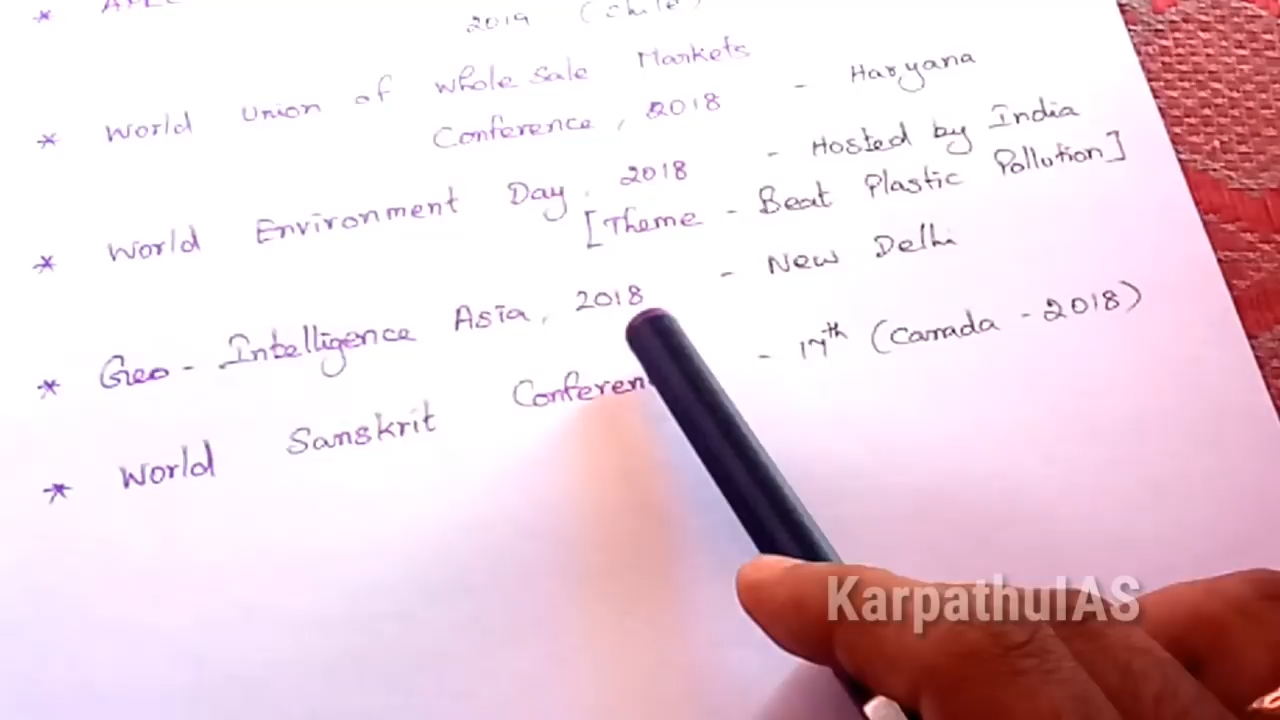 2019 (Chile)
* World Union of Whole Sale Markets
Conference, 2018 - Haryana
* World Environment Day, 2018 - Hosted by India
[Theme - Beat Plastic Pollution]
* Geo - Intelligence Asia, 2018 - New Delhi
* World Sanskrit Conferen - 17th (Canada - 2018)
KarpathuIAS